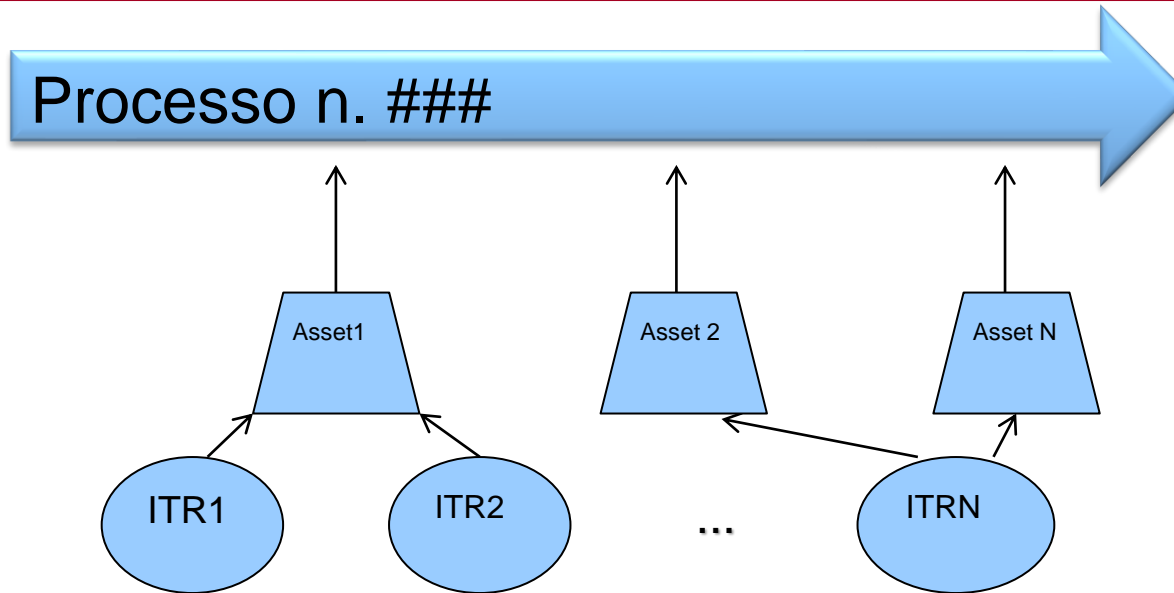 Processo n. ###
Asset1
Asset 2
Asset N
ITR1
ITR2
...
ITRN